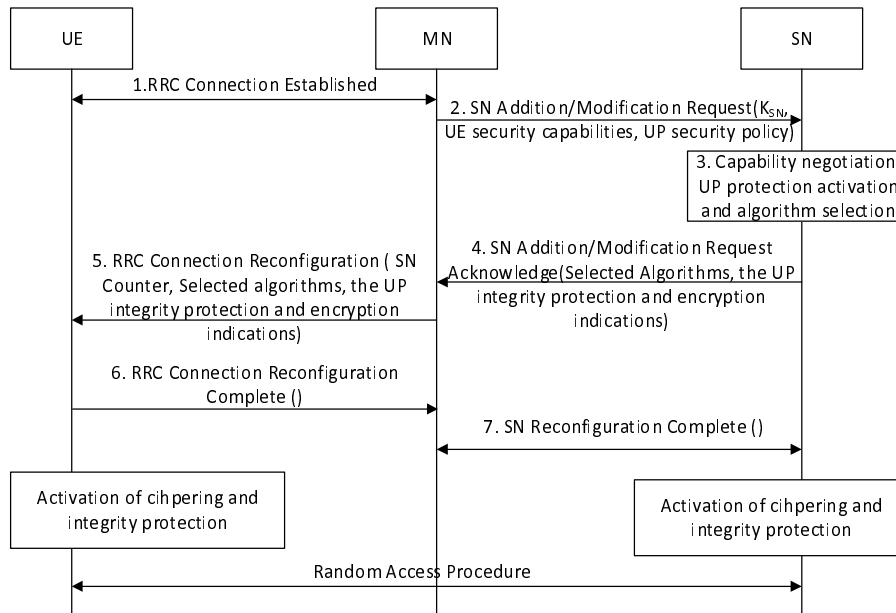 UE
MN
SN
1.RRC Connection Established
2. SN Addition/Modification Request(KSN,
UE security capabilities, UP security policy)
3. Capability negotiation
UP protection activation
and algorithm selection
4. SN Addition/Modification Request
Acknowledge(Selected Algorithms, the UP
integrity protection and encryption
indications)
5. RRC Connection Reconfiguration ( SN
Counter, Selected algorithms, the UP
integrity protection and encryption
indications)
6. RRC Connection Reconfiguration
Complete ()
7. SN Reconfiguration Complete ()
Activation of cihpering and
integrity protection
Activation of cihpering and
integrity protection
Random Access Procedure